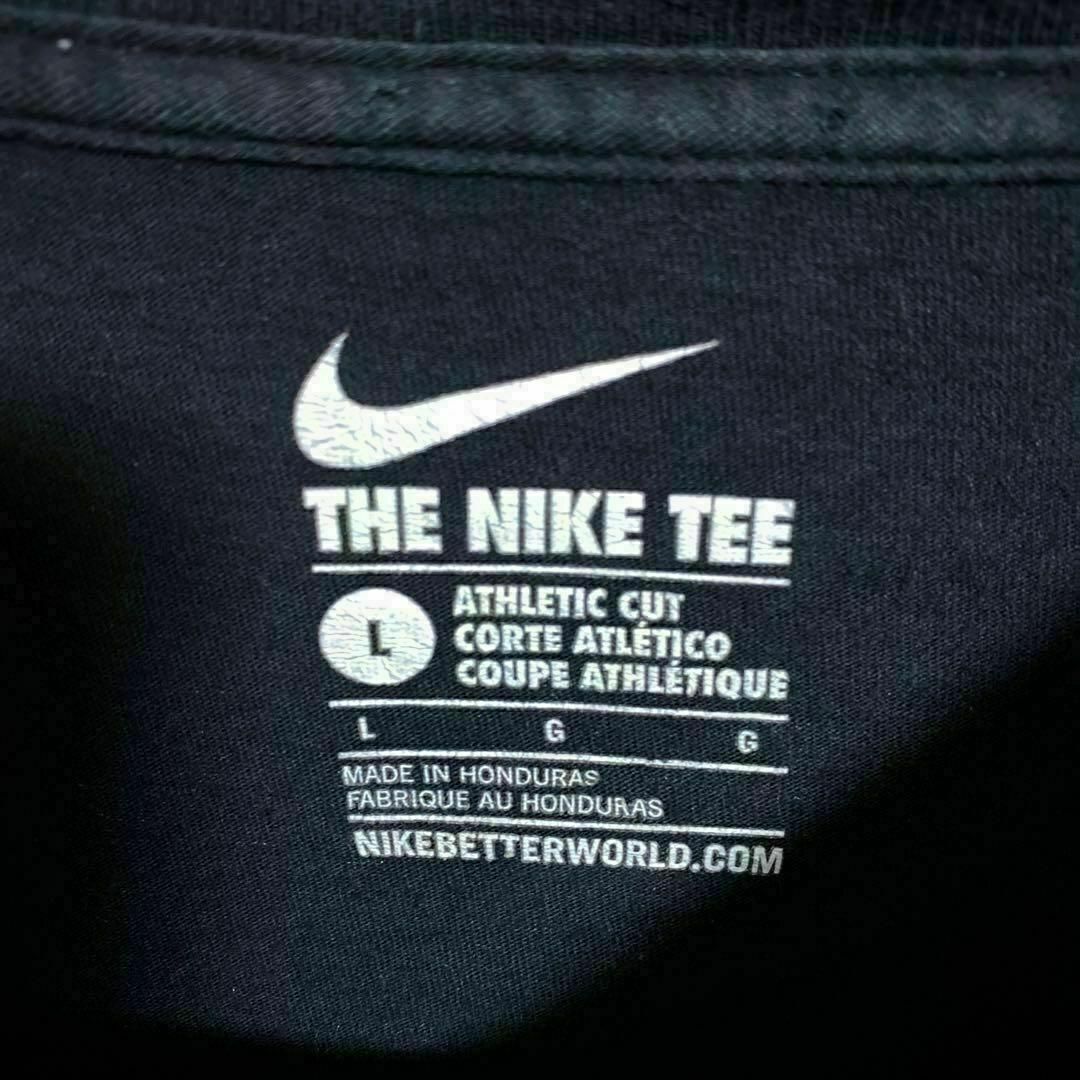 THE NIKE TEE
L
ATHLETIC CUT
CORTE ATLÉTICO
COUPE ATHLÉTIQUE
L G G
MADE IN HONDURAS
FABRIQUE AU HONDURAS
NIKEBETTERWORLD.COM